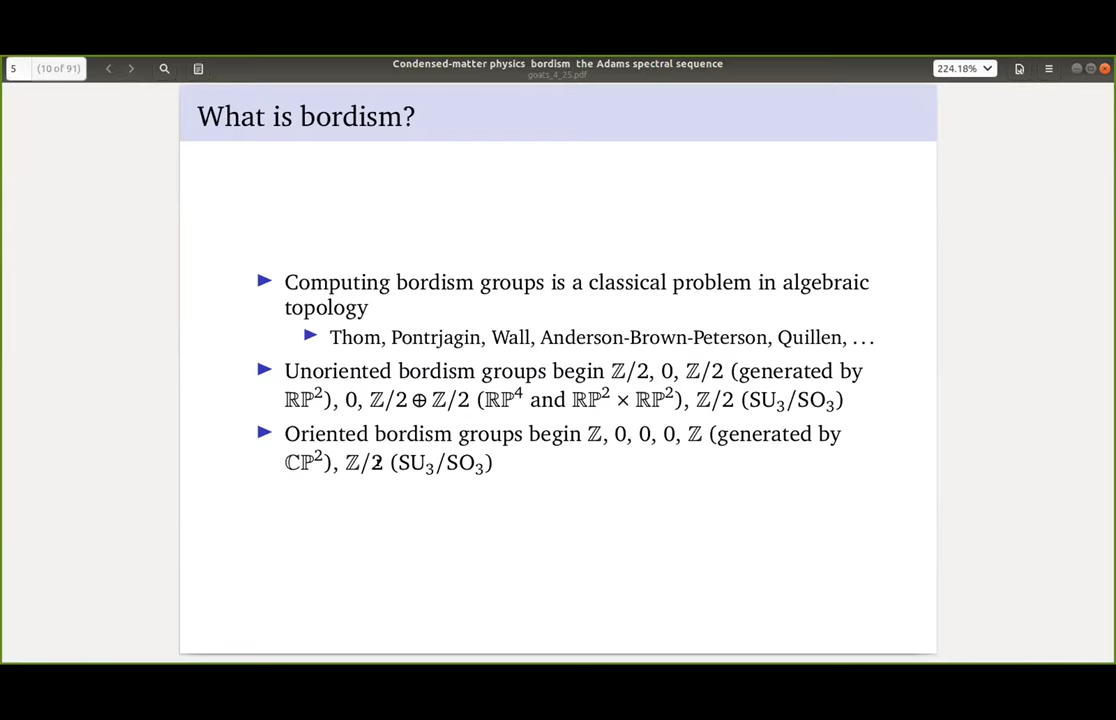 5 (10 of 91)
Condensed-matter physics bordism the Adams spectral sequence
goats_4_25.pdf
224.18%
What is bordism?
▶ Computing bordism groups is a classical problem in algebraic
topology
▶ Thom, Pontrjagin, Wall, Anderson-Brown-Peterson, Quillen, ...
▶ Unoriented bordism groups begin ℤ/2, 0, ℤ/2 (generated by
ℝℙ²), 0, ℤ/2 ⊕ ℤ/2 (ℝℙ⁴ and ℝℙ² × ℝℙ²), ℤ/2 (SU₃/SO₃)
▶ Oriented bordism groups begin ℤ, 0, 0, 0, ℤ (generated by
ℂℙ²), ℤ/2 (SU₃/SO₃)